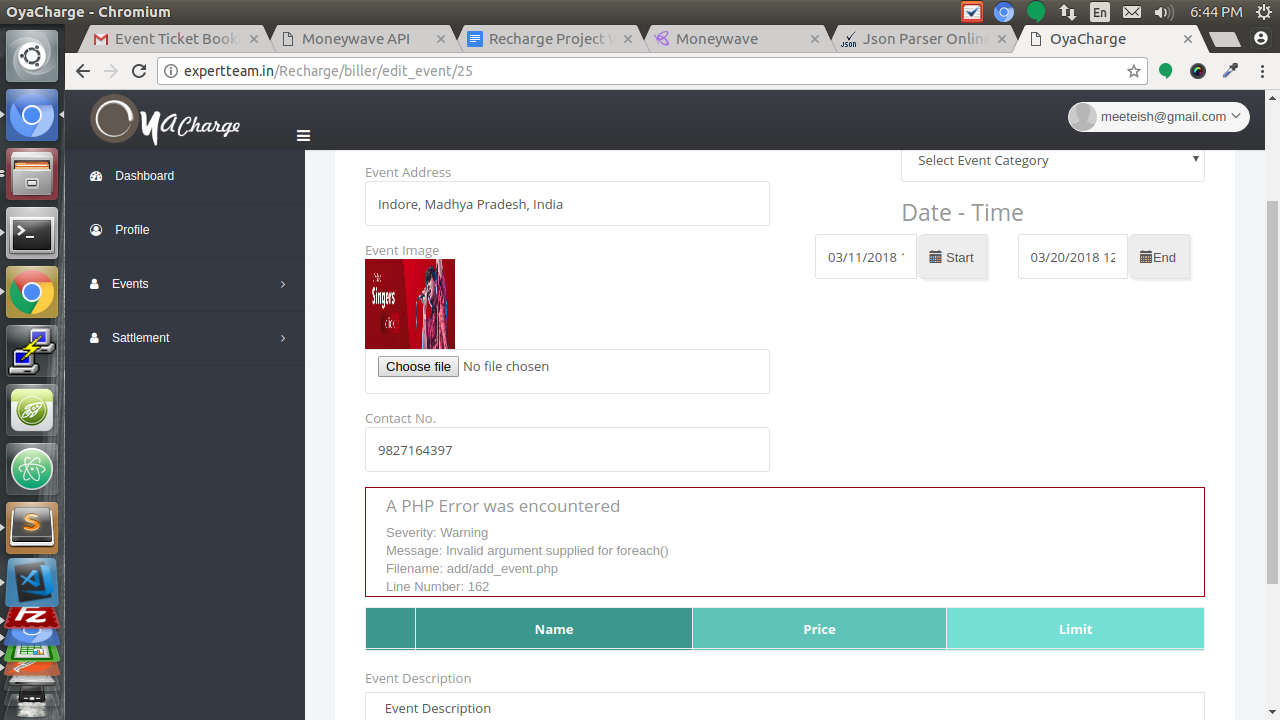 OyaCharge - Chromium
En
6:44 PM
Event Ticket Book
Moneywave API
Recharge Project
Moneywave
Json Parser Online
OyaCharge
expertteam.in/Recharge/biller/edit_event/25
OyaCharge
meeteish@gmail.com
Dashboard
Profile
Events
Sattlement
Event Address
Select Event Category
Indore, Madhya Pradesh, India
Date - Time
Event Image
03/11/2018
Start
03/20/2018 12
End
Singers
Choose file No file chosen
Contact No.
9827164397
A PHP Error was encountered
Severity: Warning
Message: Invalid argument supplied for foreach()
Filename: add/add_event.php
Line Number: 162
Name Price Limit
Event Description
Event Description